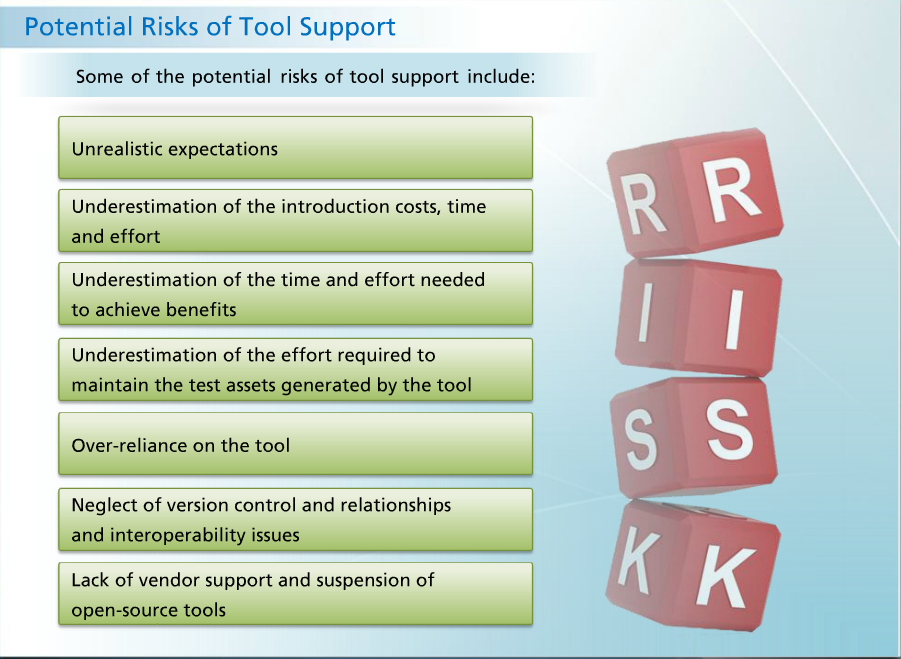 Potential Risks of Tool Support
Some of the potential risks of tool support include:
Unrealistic expectations
Underestimation of the introduction costs, time
and effort
Underestimation of the time and effort needed
to achieve benefits
Underestimation of the effort required to
maintain the test assets generated by the tool
Over-reliance on the tool
Neglect of version control and relationships
and interoperability issues
Lack of vendor support and suspension of
open-source tools
R R
I I
S S
K K